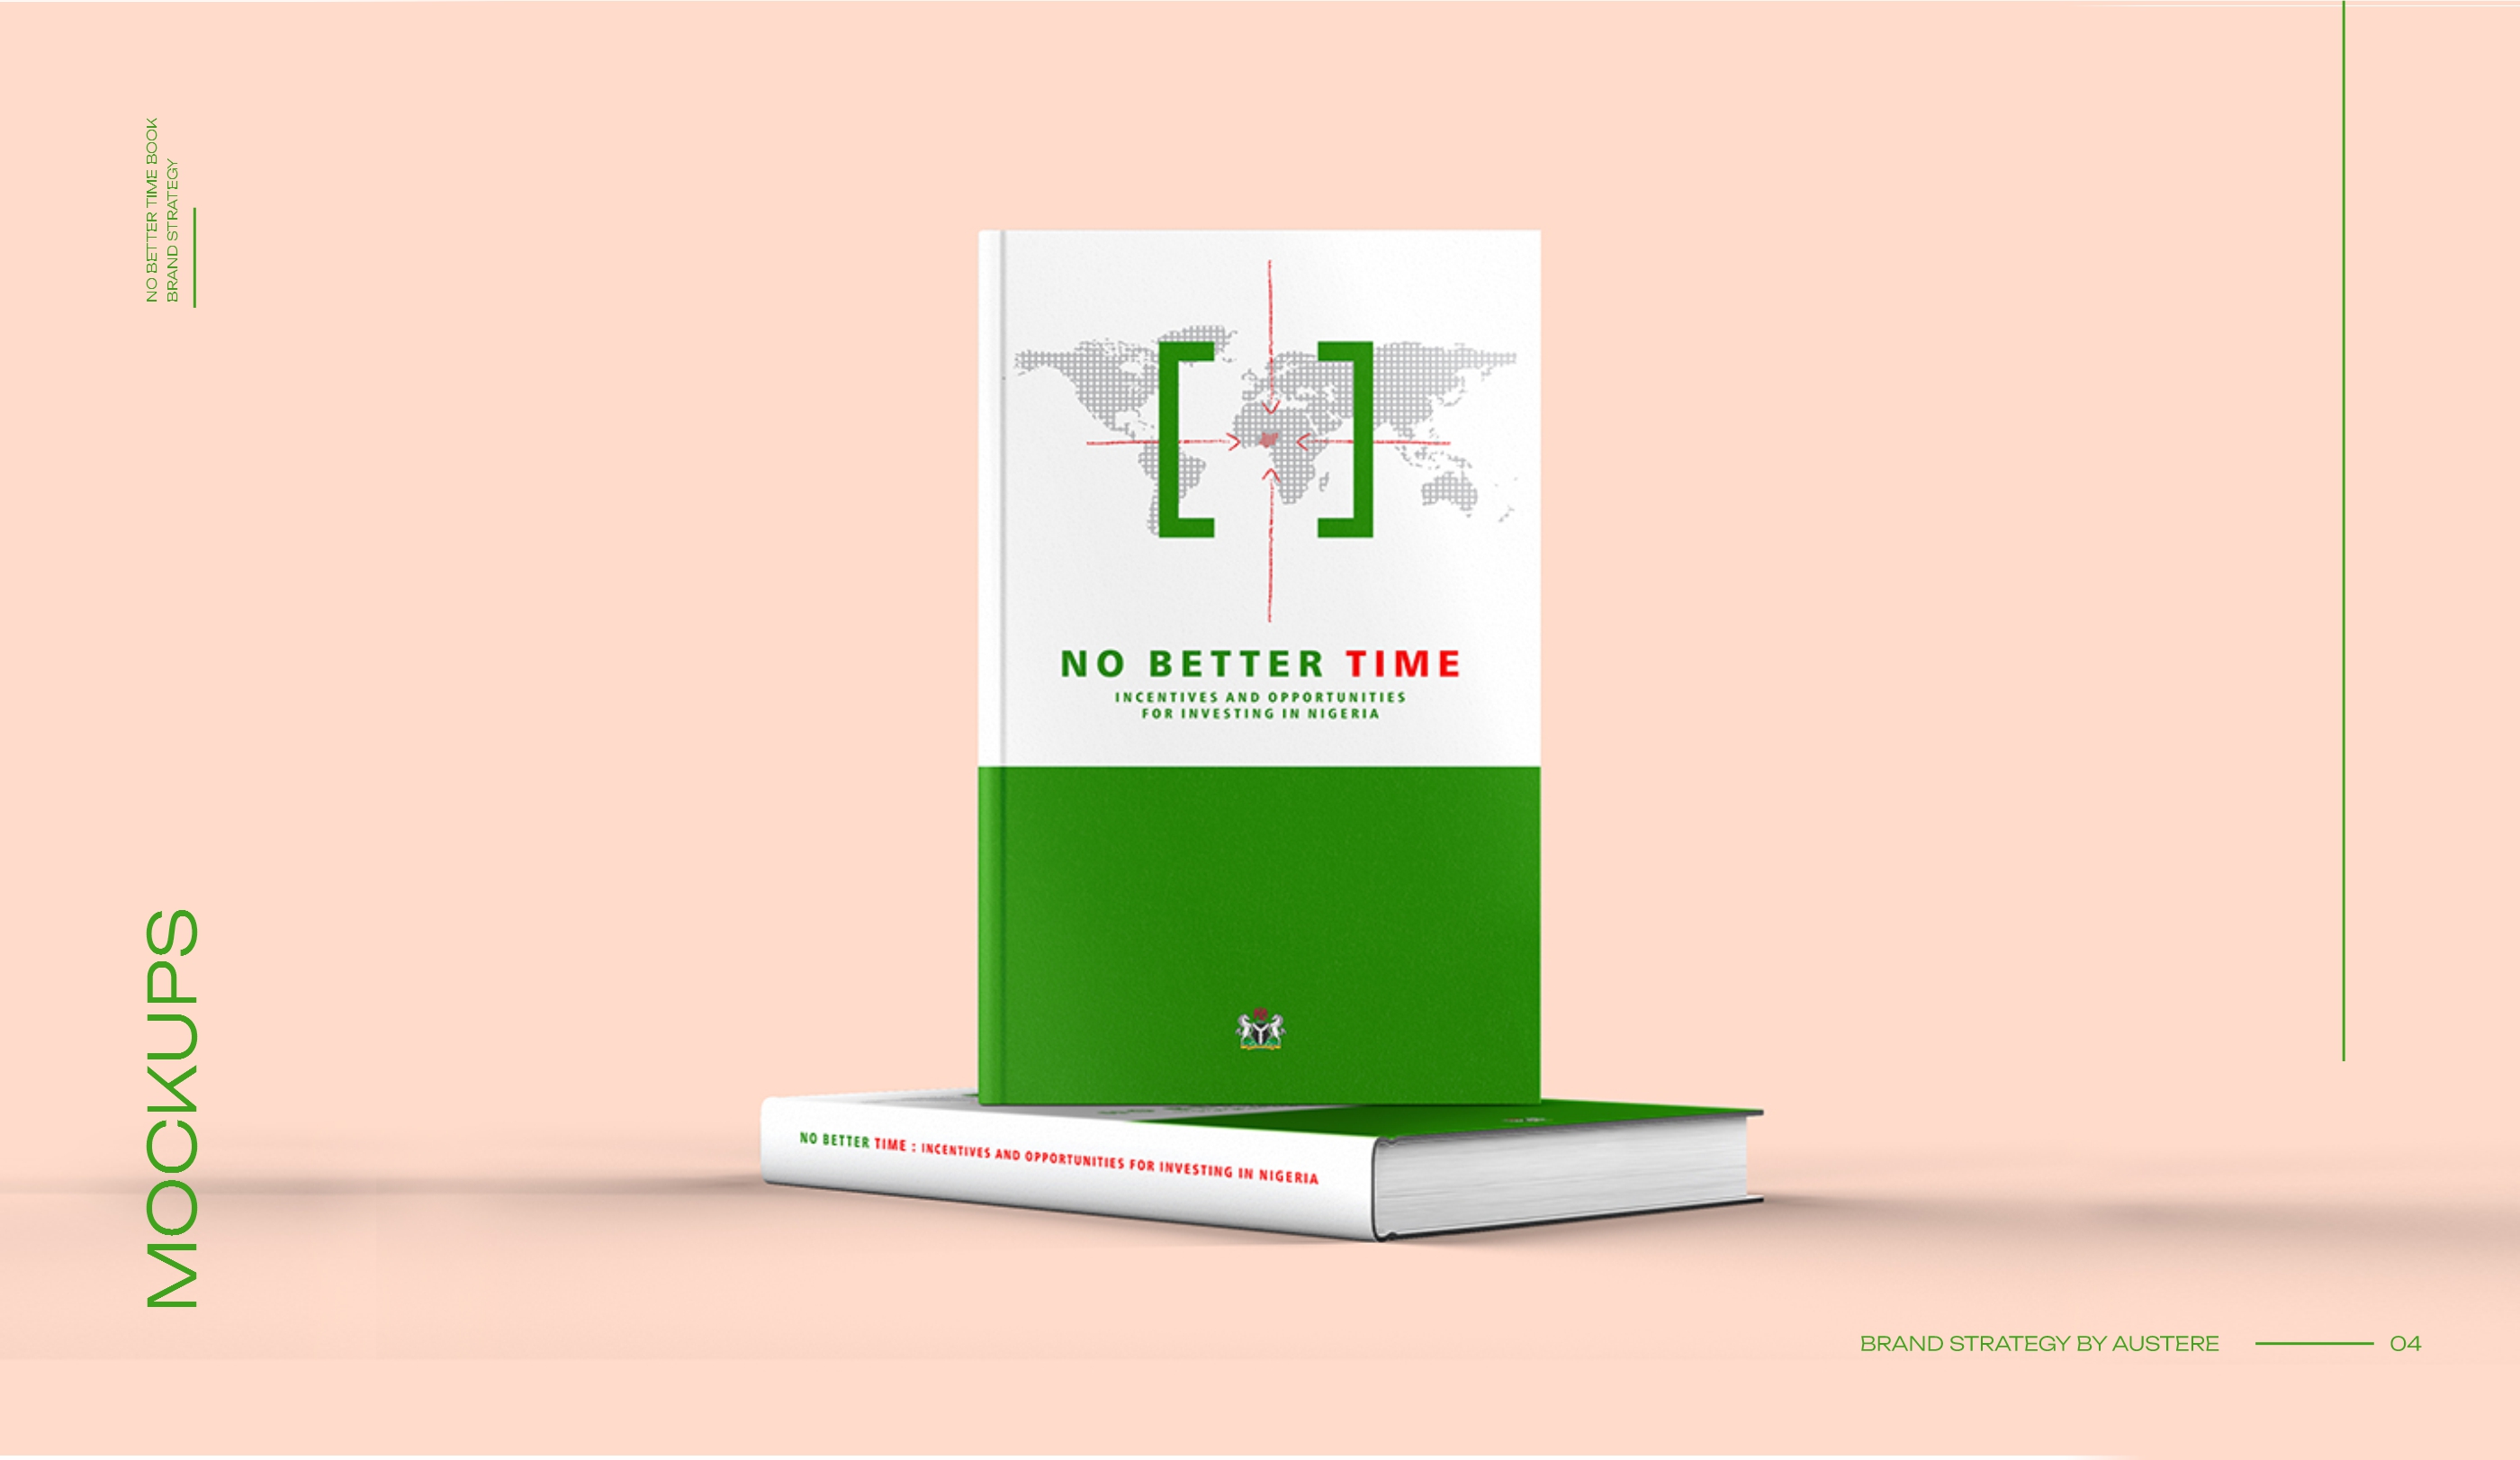 NO BETTER TIME BOOK
BRAND STRATEGY
NO BETTER TIME
INCENTIVES AND OPPORTUNITIES
FOR INVESTING IN NIGERIA
NO BETTER TIME : INCENTIVES AND OPPORTUNITIES FOR INVESTING IN NIGERIA
MOCKUPS
BRAND STRATEGY BY AUSTERE
04